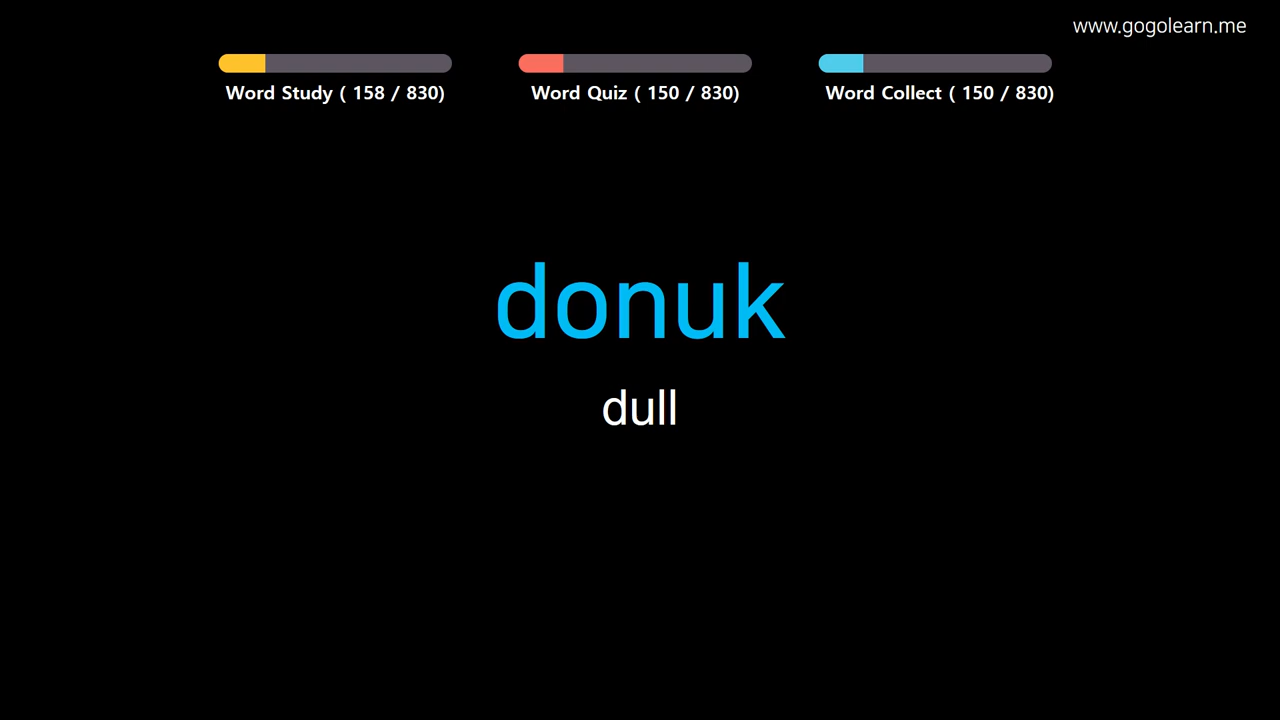 www.gogolearn.me
Word Study ( 158 / 830)
Word Quiz ( 150 / 830)
Word Collect ( 150 / 830)
donuk
dull